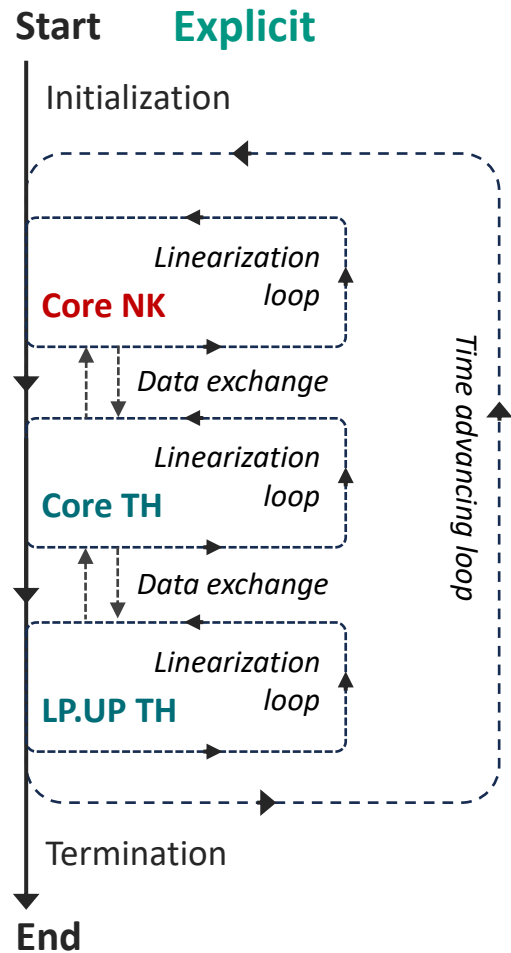 Start Explicit
Initialization
Linearization
loop
Core NK
Data exchange
Linearization
loop
Core TH
Data exchange
Linearization
loop
LP.UP TH
Time advancing loop
Termination
End